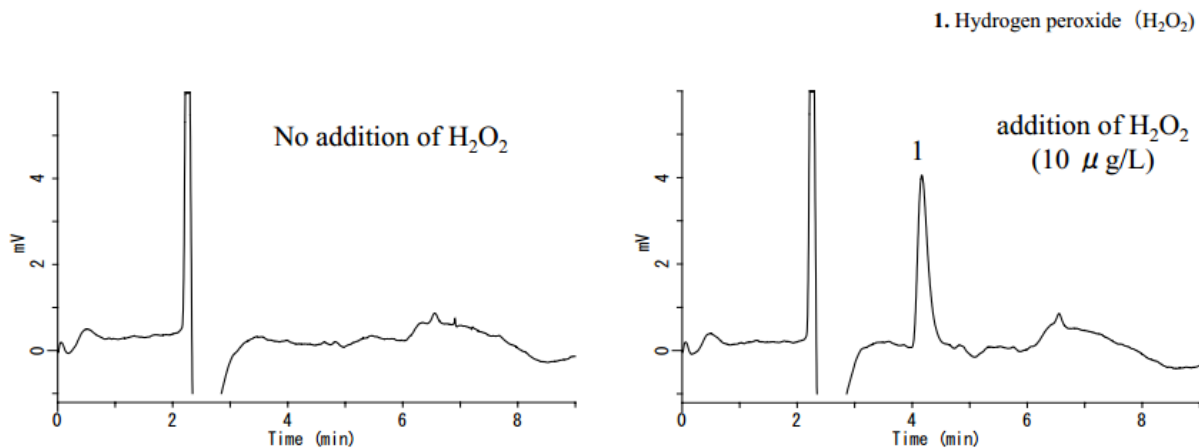 1. Hydrogen peroxide (H₂O₂)
No addition of H₂O₂
4
2
0
mV
0 2 4 6 8
Time (min)
addition of H₂O₂
(10 μg/L)
1
4
2
0
mV
0 2 4 6 8
Time (min)